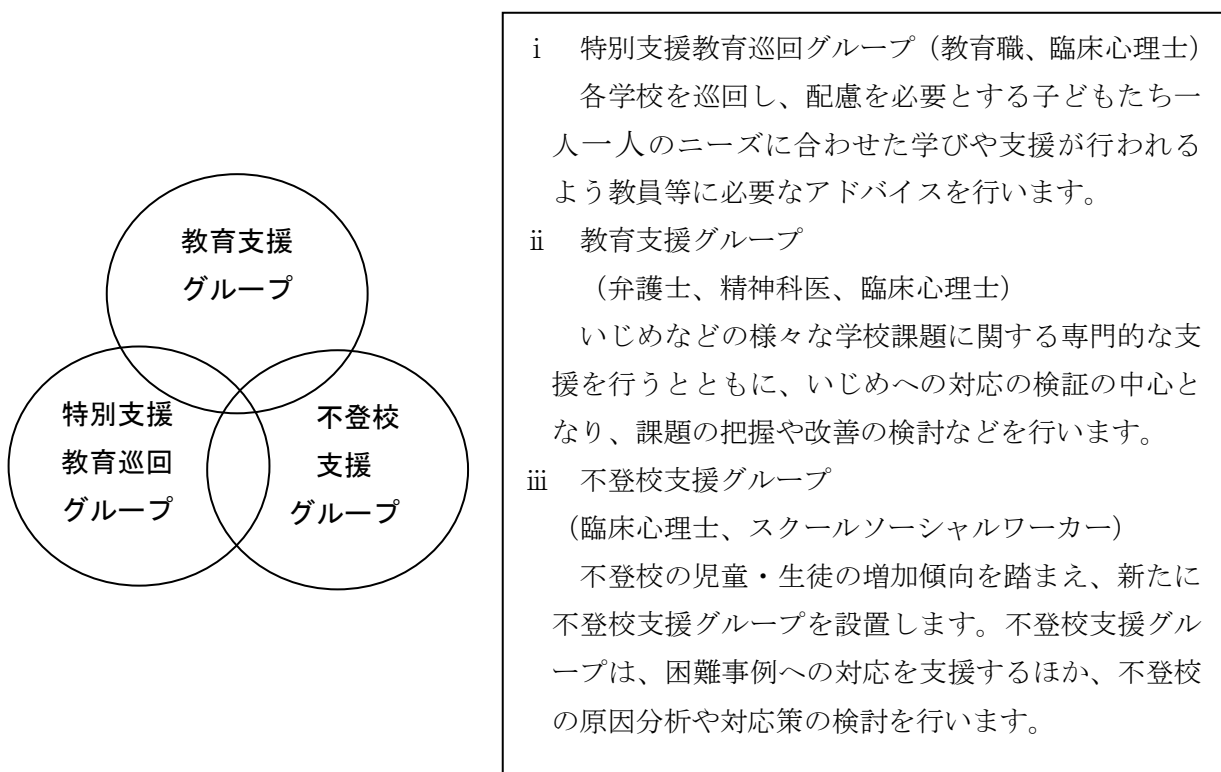 教育支援
グループ
特別支援
教育巡回
グループ
不登校
支援
グループ
ⅰ　特別支援教育巡回グループ（教育職、臨床心理士）
各学校を巡回し、配慮を必要とする子どもたち一
人一人のニーズに合わせた学びや支援が行われる
よう教員等に必要なアドバイスを行います。
ⅱ　教育支援グループ
（弁護士、精神科医、臨床心理士）
いじめなどの様々な学校課題に関する専門的な支
援を行うとともに、いじめへの対応の検証の中心と
なり、課題の把握や改善の検討などを行います。
ⅲ　不登校支援グループ
（臨床心理士、スクールソーシャルワーカー）
不登校の児童・生徒の増加傾向を踏まえ、新たに
不登校支援グループを設置します。不登校支援グル
ープは、困難事例への対応を支援するほか、不登校
の原因分析や対応策の検討を行います。